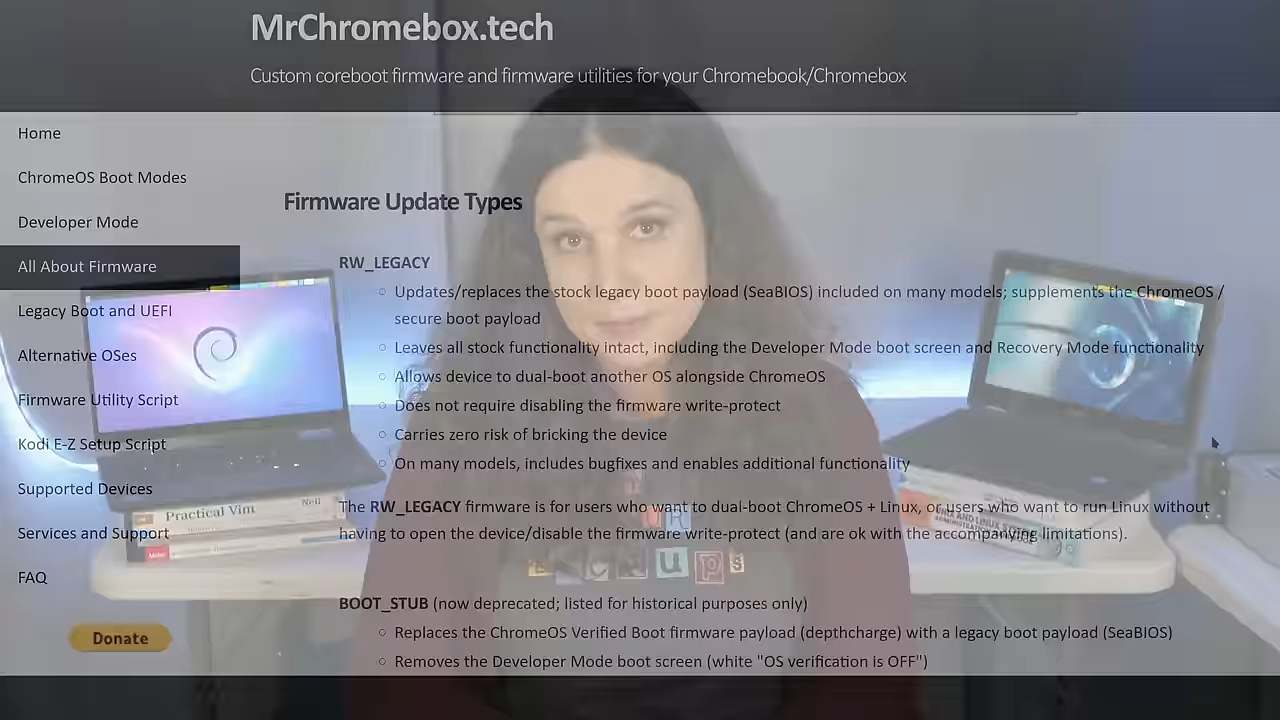 MrChromebox.tech
Custom coreboot firmware and firmware utilities for your Chromebook/Chromebox
Home
ChromeOS Boot Modes
Developer Mode
All About Firmware
Legacy Boot and UEFI
Alternative OSes
Firmware Utility Script
Kodi E-Z Setup Script
Supported Devices
Services and Support
FAQ
Donate
Firmware Update Types
RW_LEGACY
○ Updates/replaces the stock legacy boot payload (SeaBIOS) included on many models; supplements the ChromeOS /
secure boot payload
○ Leaves all stock functionality intact, including the Developer Mode boot screen and Recovery Mode functionality
○ Allows device to dual-boot another OS alongside ChromeOS
○ Does not require disabling the firmware write-protect
○ Carries zero risk of bricking the device
○ On many models, includes bugfixes and enables additional functionality
The RW_LEGACY firmware is for users who want to dual-boot ChromeOS + Linux, or users who want to run Linux without
having to open the device/disable the firmware write-protect (and are ok with the accompanying limitations).
BOOT_STUB (now deprecated; listed for historical purposes only)
○ Replaces the ChromeOS Verified Boot firmware payload (depthcharge) with a legacy boot payload (SeaBIOS)
○ Removes the Developer Mode boot screen (white "OS verification is OFF")
Practical Vim
Neil
Make:
UR
BACKUPS